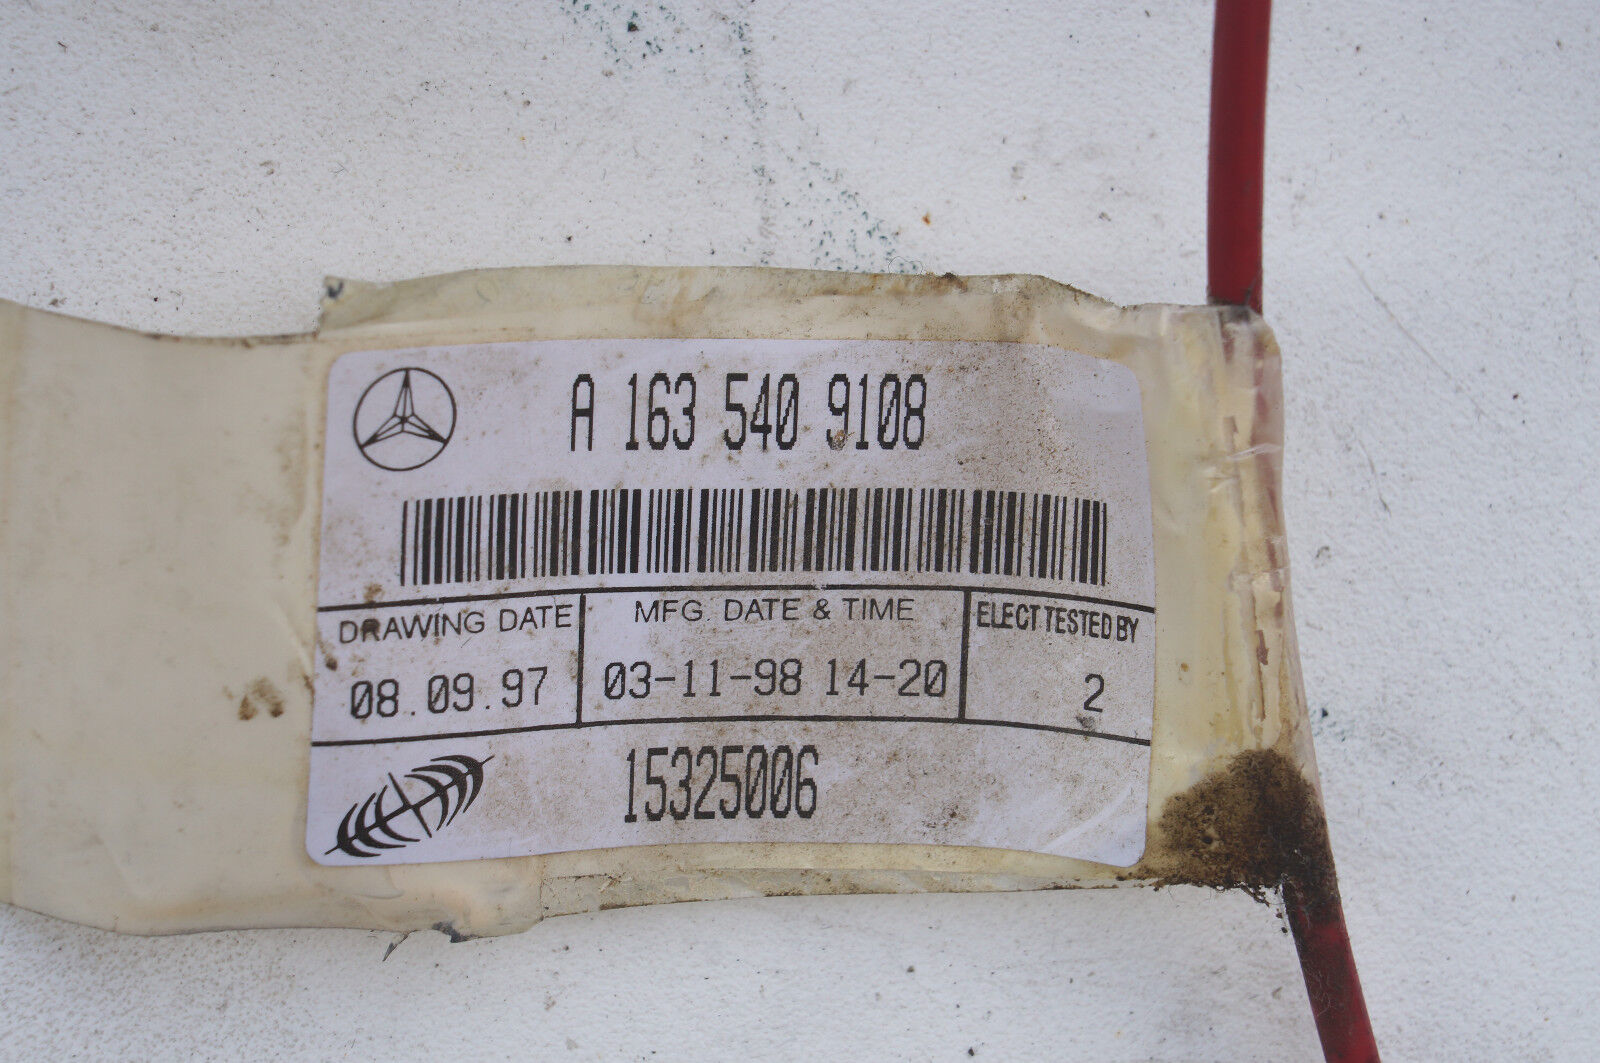 A 163 540 9108
DRAWING DATE MFG. DATE & TIME ELECT TESTED BY
08.09.97 03-11-98 14-20 2
15325006